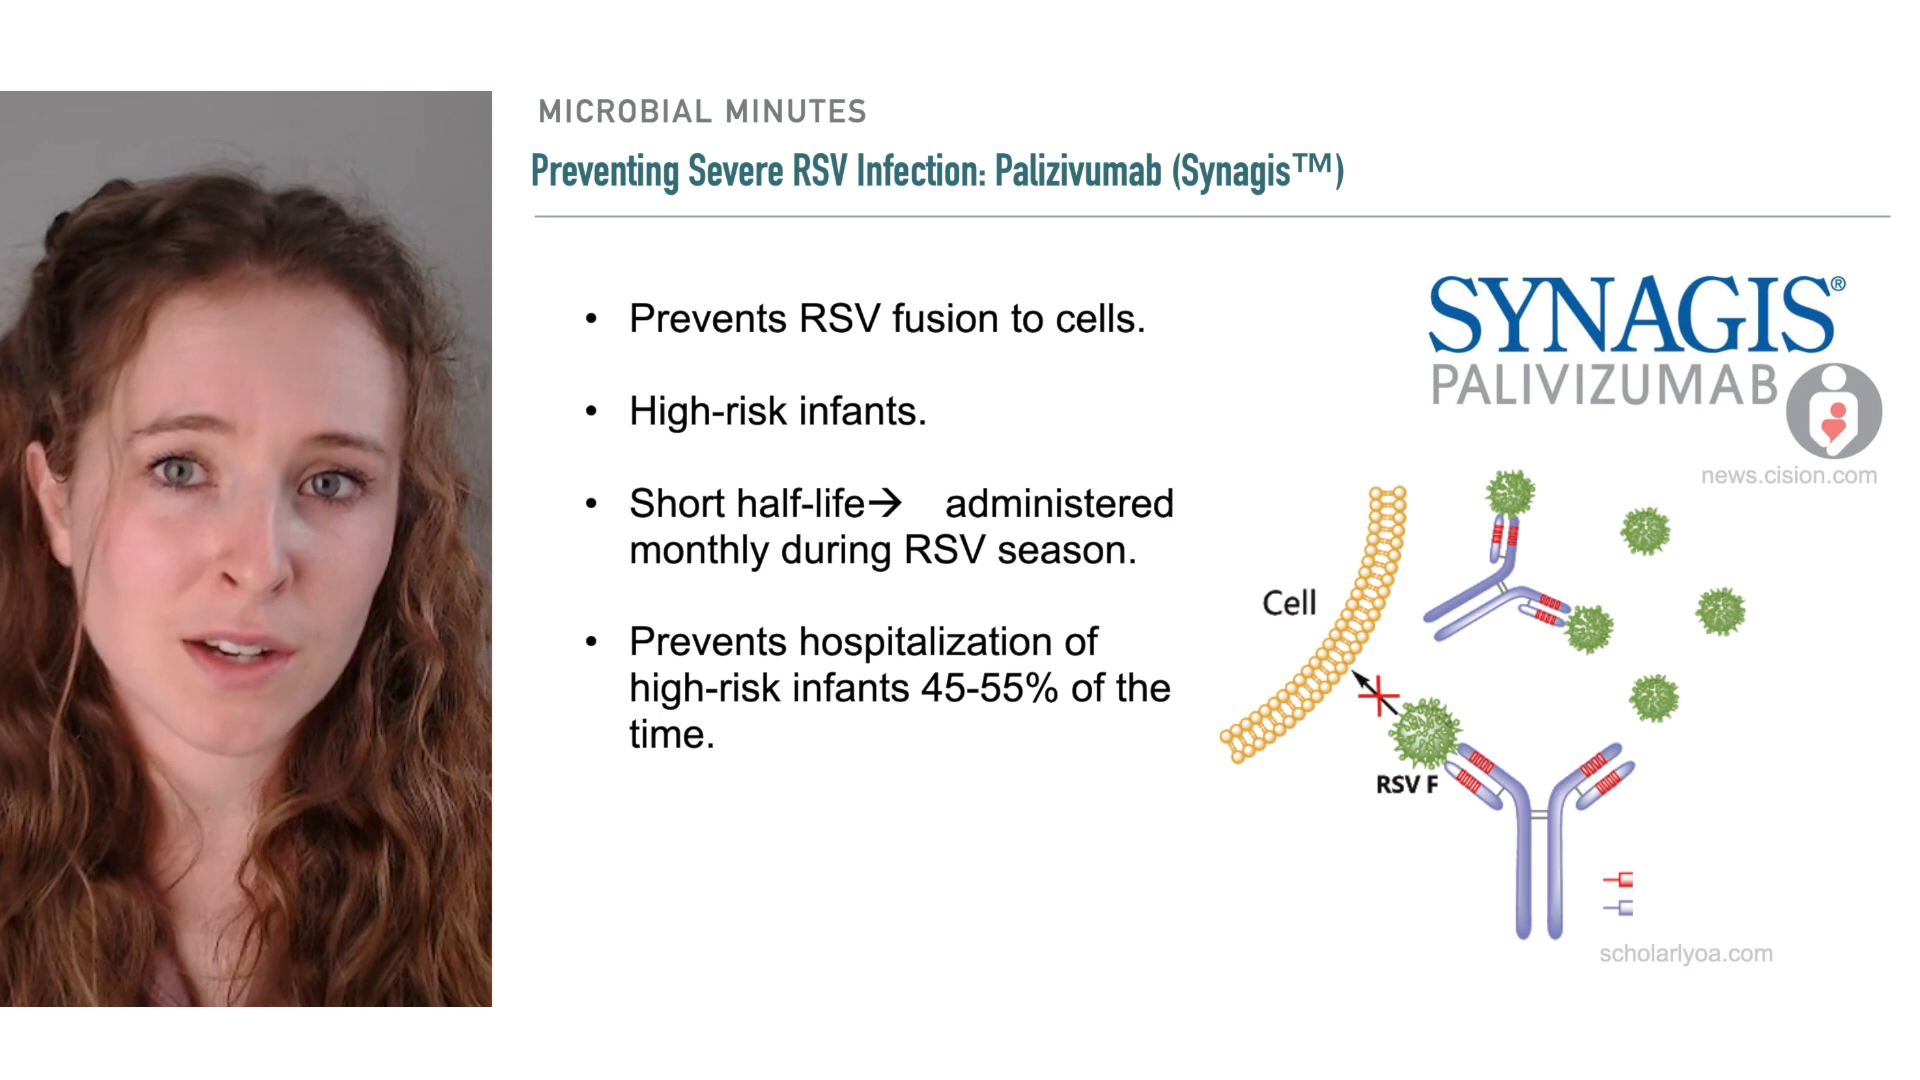 MICROBIAL MINUTES
Preventing Severe RSV Infection: Palizivumab (Synagis™)
• Prevents RSV fusion to cells.
• High-risk infants.
• Short half-life→ administered
monthly during RSV season.
• Prevents hospitalization of
high-risk infants 45-55% of the
time.
SYNAGIS®
PALIVIZUMAB
news.cision.com
Cell
RSV F
scholarlyoa.com